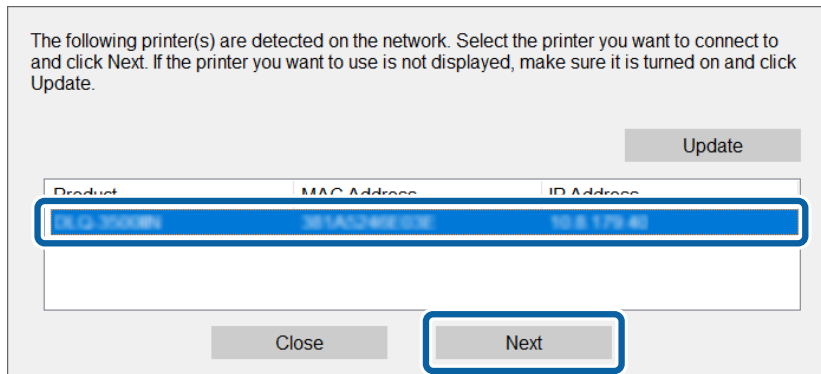 The following printer(s) are detected on the network. Select the printer you want to connect to
and click Next. If the printer you want to use is not displayed, make sure it is turned on and click
Update.
Update
Product MAC Address IP Address
Close Next